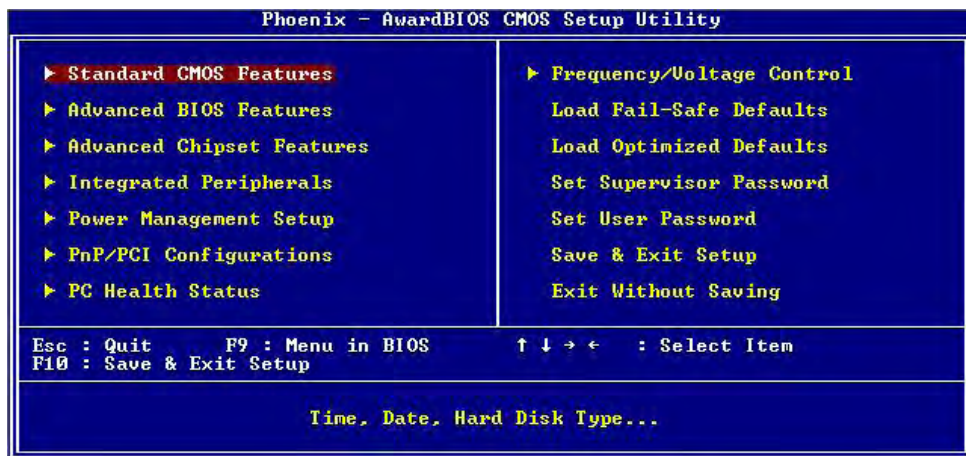 Phoenix - AwardBIOS CMOS Setup Utility
▶ Standard CMOS Features
▶ Advanced BIOS Features
▶ Advanced Chipset Features
▶ Integrated Peripherals
▶ Power Management Setup
▶ PnP/PCI Configurations
▶ PC Health Status
▶ Frequency/Voltage Control
Load Fail-Safe Defaults
Load Optimized Defaults
Set Supervisor Password
Set User Password
Save & Exit Setup
Exit Without Saving
Esc : Quit F9 : Menu in BIOS ↑ ↓ → ← : Select Item
F10 : Save & Exit Setup
Time, Date, Hard Disk Type...